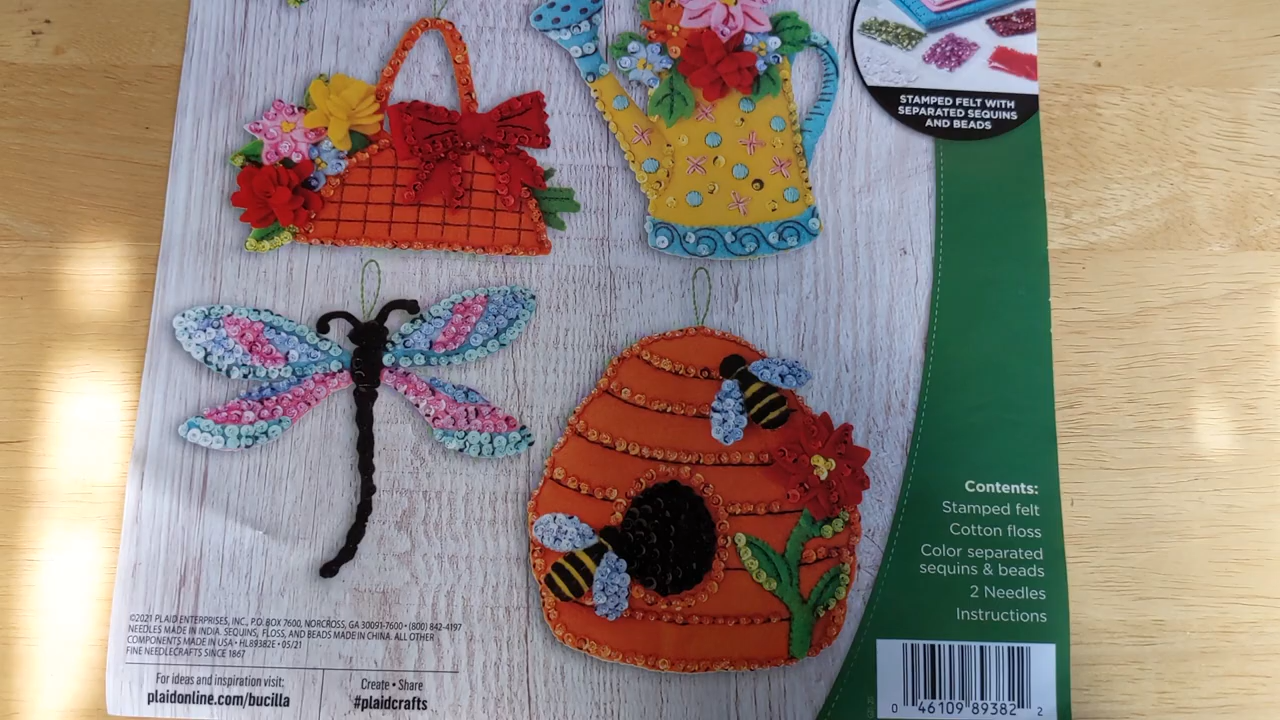 STAMPED FELT WITH
SEPARATED SEQUINS
AND BEADS
Contents:
Stamped felt
Cotton floss
Color separated
sequins & beads
2 Needles
Instructions
©2021 PLAID ENTERPRISES, INC., P.O. BOX 7600, NORCROSS, GA 30091-7600 • (800) 842-4197
NEEDLES MADE IN INDIA. SEQUINS, FLOSS, AND BEADS MADE IN CHINA. ALL OTHER
COMPONENTS MADE IN USA • HL89382E • 05/21
FINE NEEDLECRAFTS SINCE 1867
For ideas and inspiration visit:
plaidonline.com/bucilla
Create • Share
#plaidcrafts
0 46109 89382 2